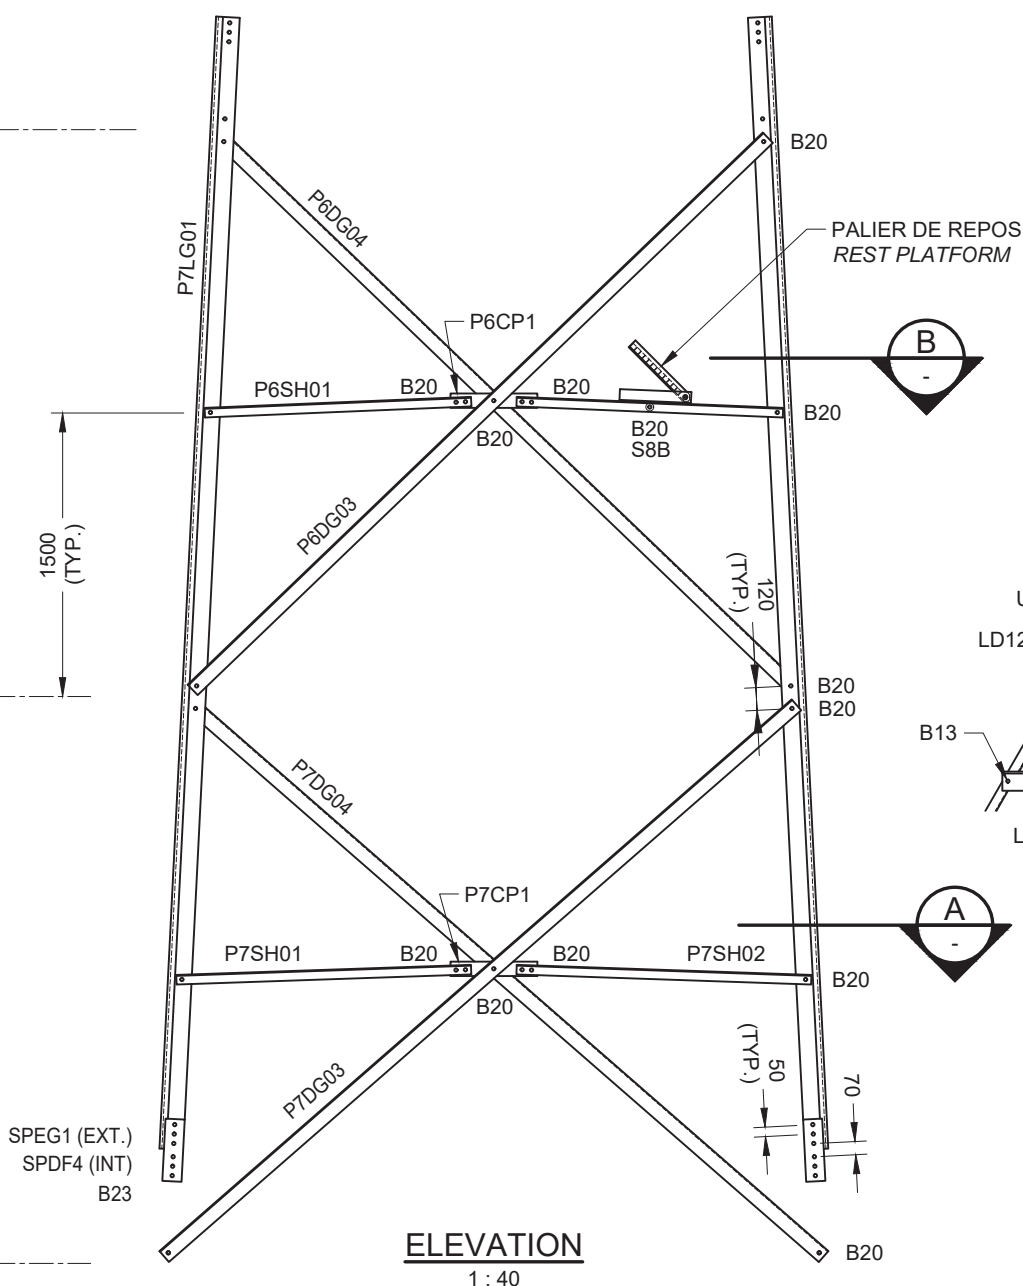 B20
P6DG04
P7LG01
PALIER DE REPOS
REST PLATFORM
P6CP1
B
-
P6SH01
B20
B20
B20
B20
B20
S8B
1500
(TYP.)
P6DG03
120
(TYP.)
U
LD12
B20
B20
B13
P7DG04
L
P7CP1
A
-
P7SH01
B20
B20
P7SH02
B20
B20
P7DG03
50
(TYP.)
70
SPEG1 (EXT.)
SPDF4 (INT)
B23
B20
ELEVATION
1 : 40